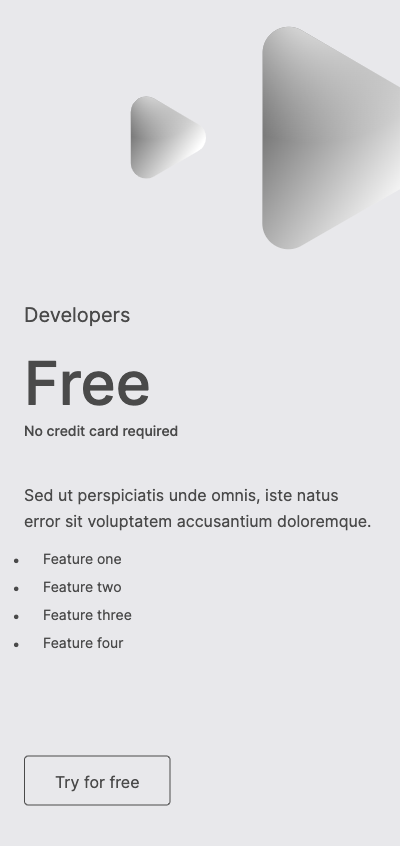 Developers
Free
No credit card required
Sed ut perspiciatis unde omnis, iste natus
error sit voluptatem accusantium doloremque.
• Feature one
• Feature two
• Feature three
• Feature four
Try for free